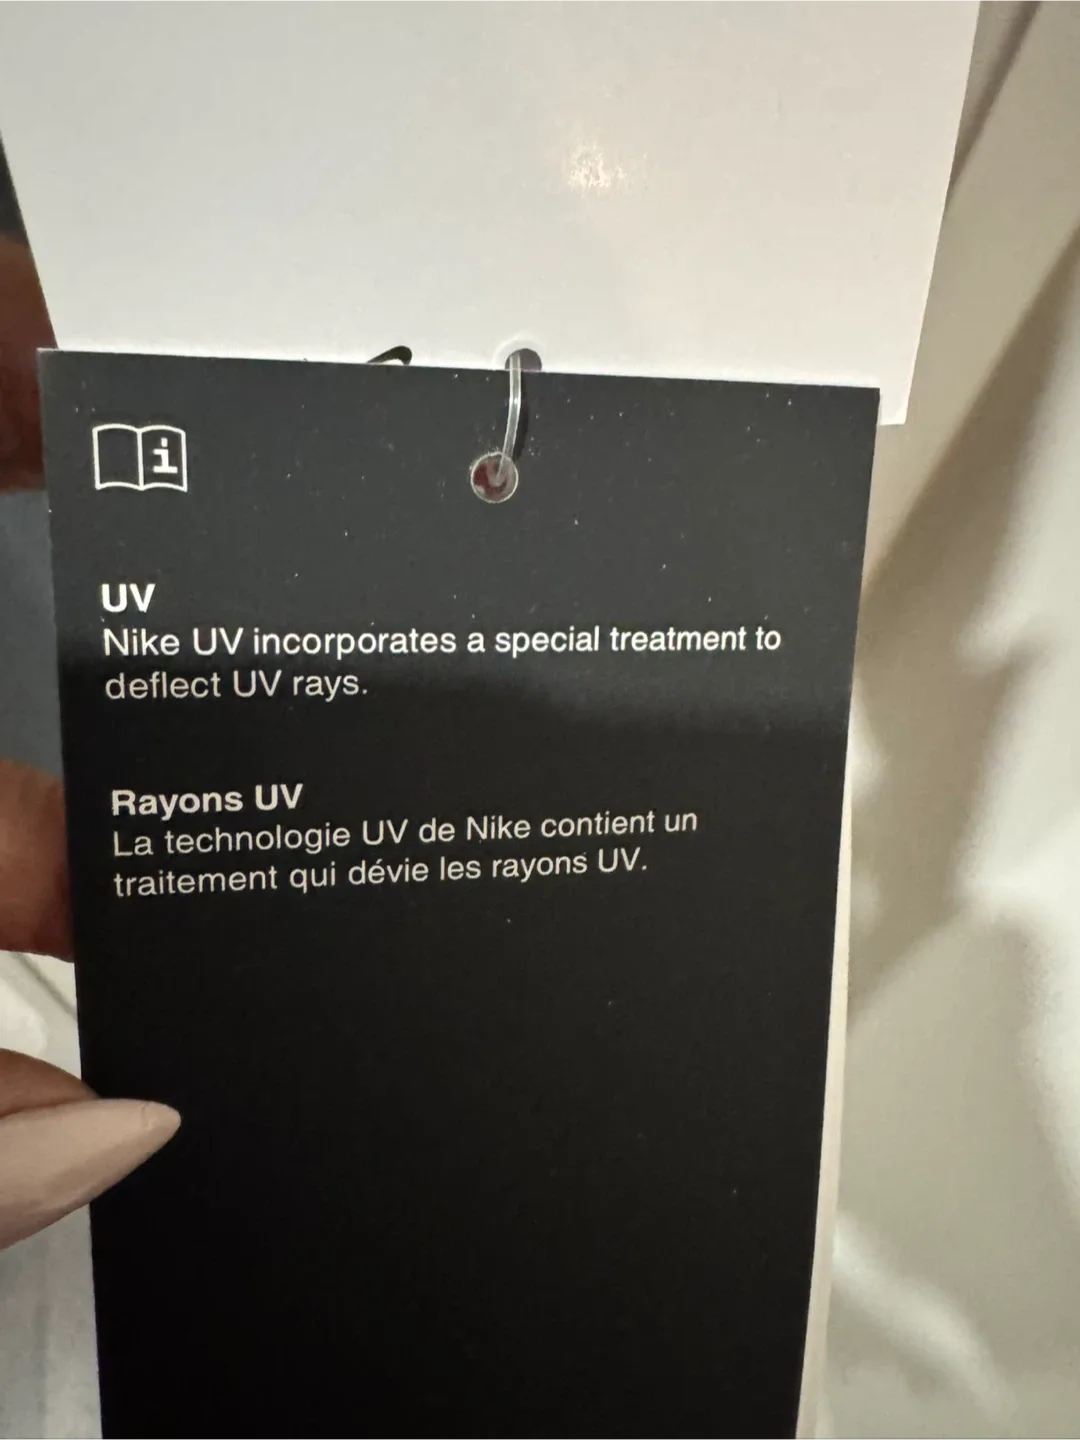 i
UV
Nike UV incorporates a special treatment to
deflect UV rays.
Rayons UV
La technologie UV de Nike contient un
traitement qui dévie les rayons UV.